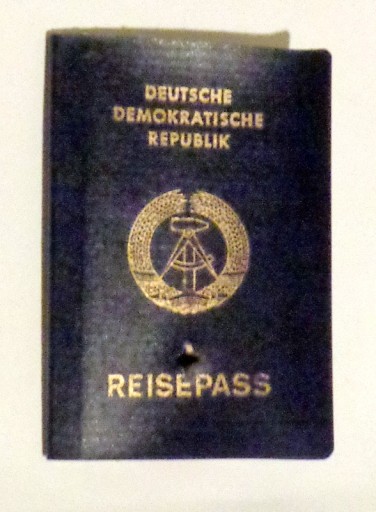 DEUTSCHE
DEMOKRATISCHE
REPUBLIK
REISEPASS